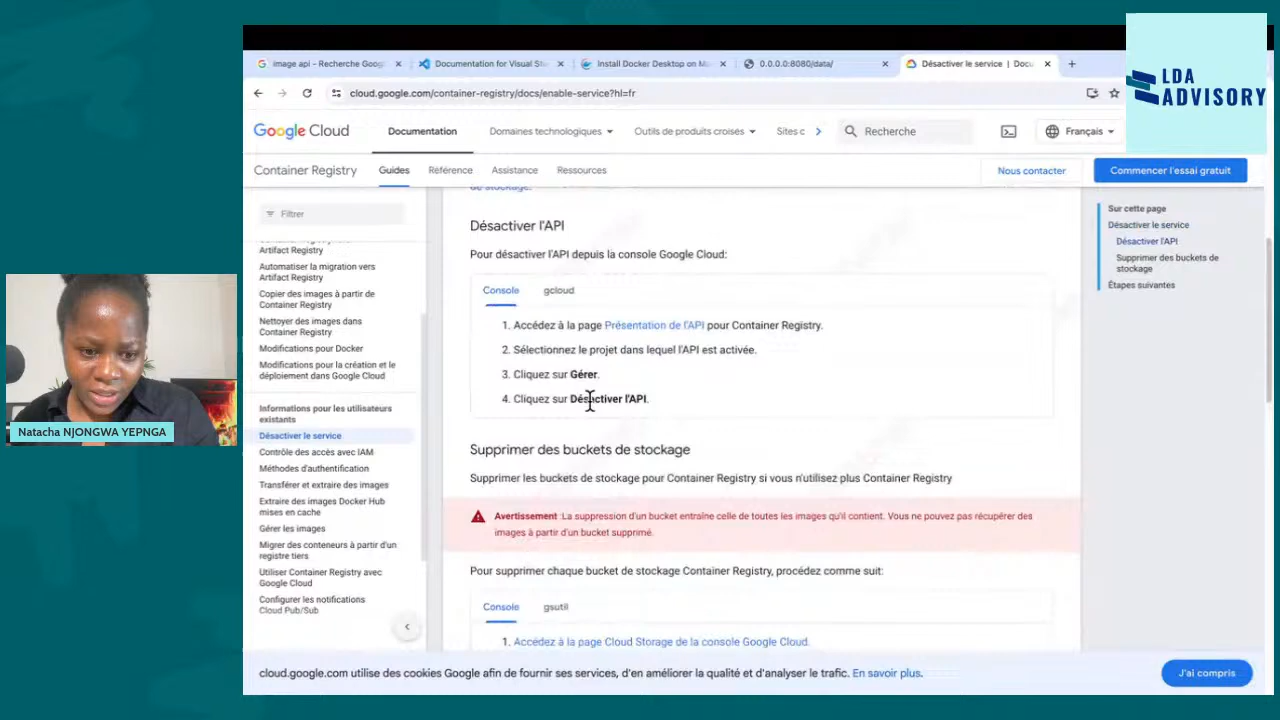 image api - Recherche Goog
Documentation for Visual Stu
Install Docker Desktop on Ma
0.0.0.0:8080/data/
Désactiver le service | Docu
LDA
ADVISORY
cloud.google.com/container-registry/docs/enable-service?hl=fr
Google Cloud
Documentation
Domaines technologiques
Outils de produits croisés
Sites c
Recherche
Français
Container Registry
Guides
Référence
Assistance
Ressources
Nous contacter
Commencer l'essai gratuit
Filtrer
Artifact Registry
Automatiser la migration vers
Artifact Registry
Copier des images à partir de
Container Registry
Nettoyer des images dans
Container Registry
Modifications pour Docker
Modifications pour la création et le
déploiement dans Google Cloud
Informations pour les utilisateurs
existants
Désactiver le service
Contrôle des accès avec IAM
Méthodes d'authentification
Transférer et extraire des images
Extraire des images Docker Hub
mises en cache
Gérer les images
Migrer des conteneurs à partir d'un
registre tiers
Utiliser Container Registry avec
Google Cloud
Configurer les notifications
Cloud Pub/Sub
de stockage.
Désactiver l'API
Pour désactiver l'API depuis la console Google Cloud:
Console
gcloud
1. Accédez à la page Présentation de l'API pour Container Registry.
2. Sélectionnez le projet dans lequel l'API est activée.
3. Cliquez sur Gérer.
4. Cliquez sur Désactiver l'API.
Supprimer des buckets de stockage
Supprimer les buckets de stockage pour Container Registry si vous n'utilisez plus Container Registry
Avertissement :La suppression d'un bucket entraîne celle de toutes les images qu'il contient. Vous ne pouvez pas récupérer des
images à partir d'un bucket supprimé.
Pour supprimer chaque bucket de stockage Container Registry, procédez comme suit:
Console
gsutil
1. Accédez à la page Cloud Storage de la console Google Cloud.
Sur cette page
Désactiver le service
Désactiver l'API
Supprimer des buckets de
stockage
Étapes suivantes
Natacha NJONGWA YEPNGA
cloud.google.com utilise des cookies Google afin de fournir ses services, d'en améliorer la qualité et d'analyser le trafic. En savoir plus.
J'ai compris